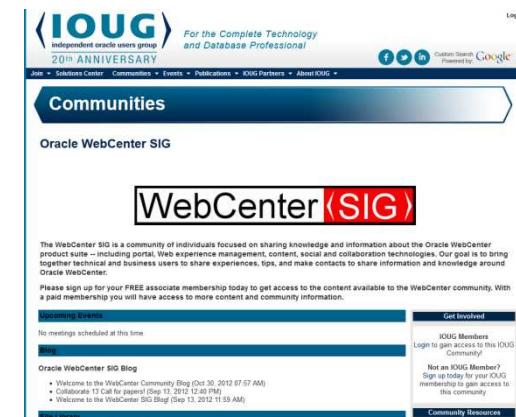 Log
IOUG
independent oracle users group
20th ANNIVERSARY
For the Complete Technology
and Database Professional
Custom Search
Powered by: Google
Join Solutions Center Communities Events Publications IOUG Partners About IOUG
Communities
Oracle WebCenter SIG
WebCenter SIG
The WebCenter SIG is a community of individuals focused on sharing knowledge and information about the Oracle WebCenter
product suite -- including portal, Web experience management, content, social and collaboration technologies. Our goal is to bring
together technical and business users to share experiences, tips, and make contacts to share information and knowledge around
Oracle WebCenter.
Please sign up for your FREE associate membership today to get access to the content available to the WebCenter community. With
a paid membership you will have access to more content and community information.
Upcoming Events
No meetings scheduled at this time
Blog
Oracle WebCenter SIG Blog
• Welcome to the WebCenter Community Blog (Oct 30, 2012 07:57 AM)
• Collaborate 13 Call for papers! (Sep 13, 2012 12:40 PM)
• Welcome to the WebCenter SIG Blog! (Sep 13, 2012 11:59 AM)
Get Involved
IOUG Members
Login to gain access to this IOUG
Community!
Not an IOUG Member?
Sign up today for your IOUG
membership to gain access to
this community
Community Resources